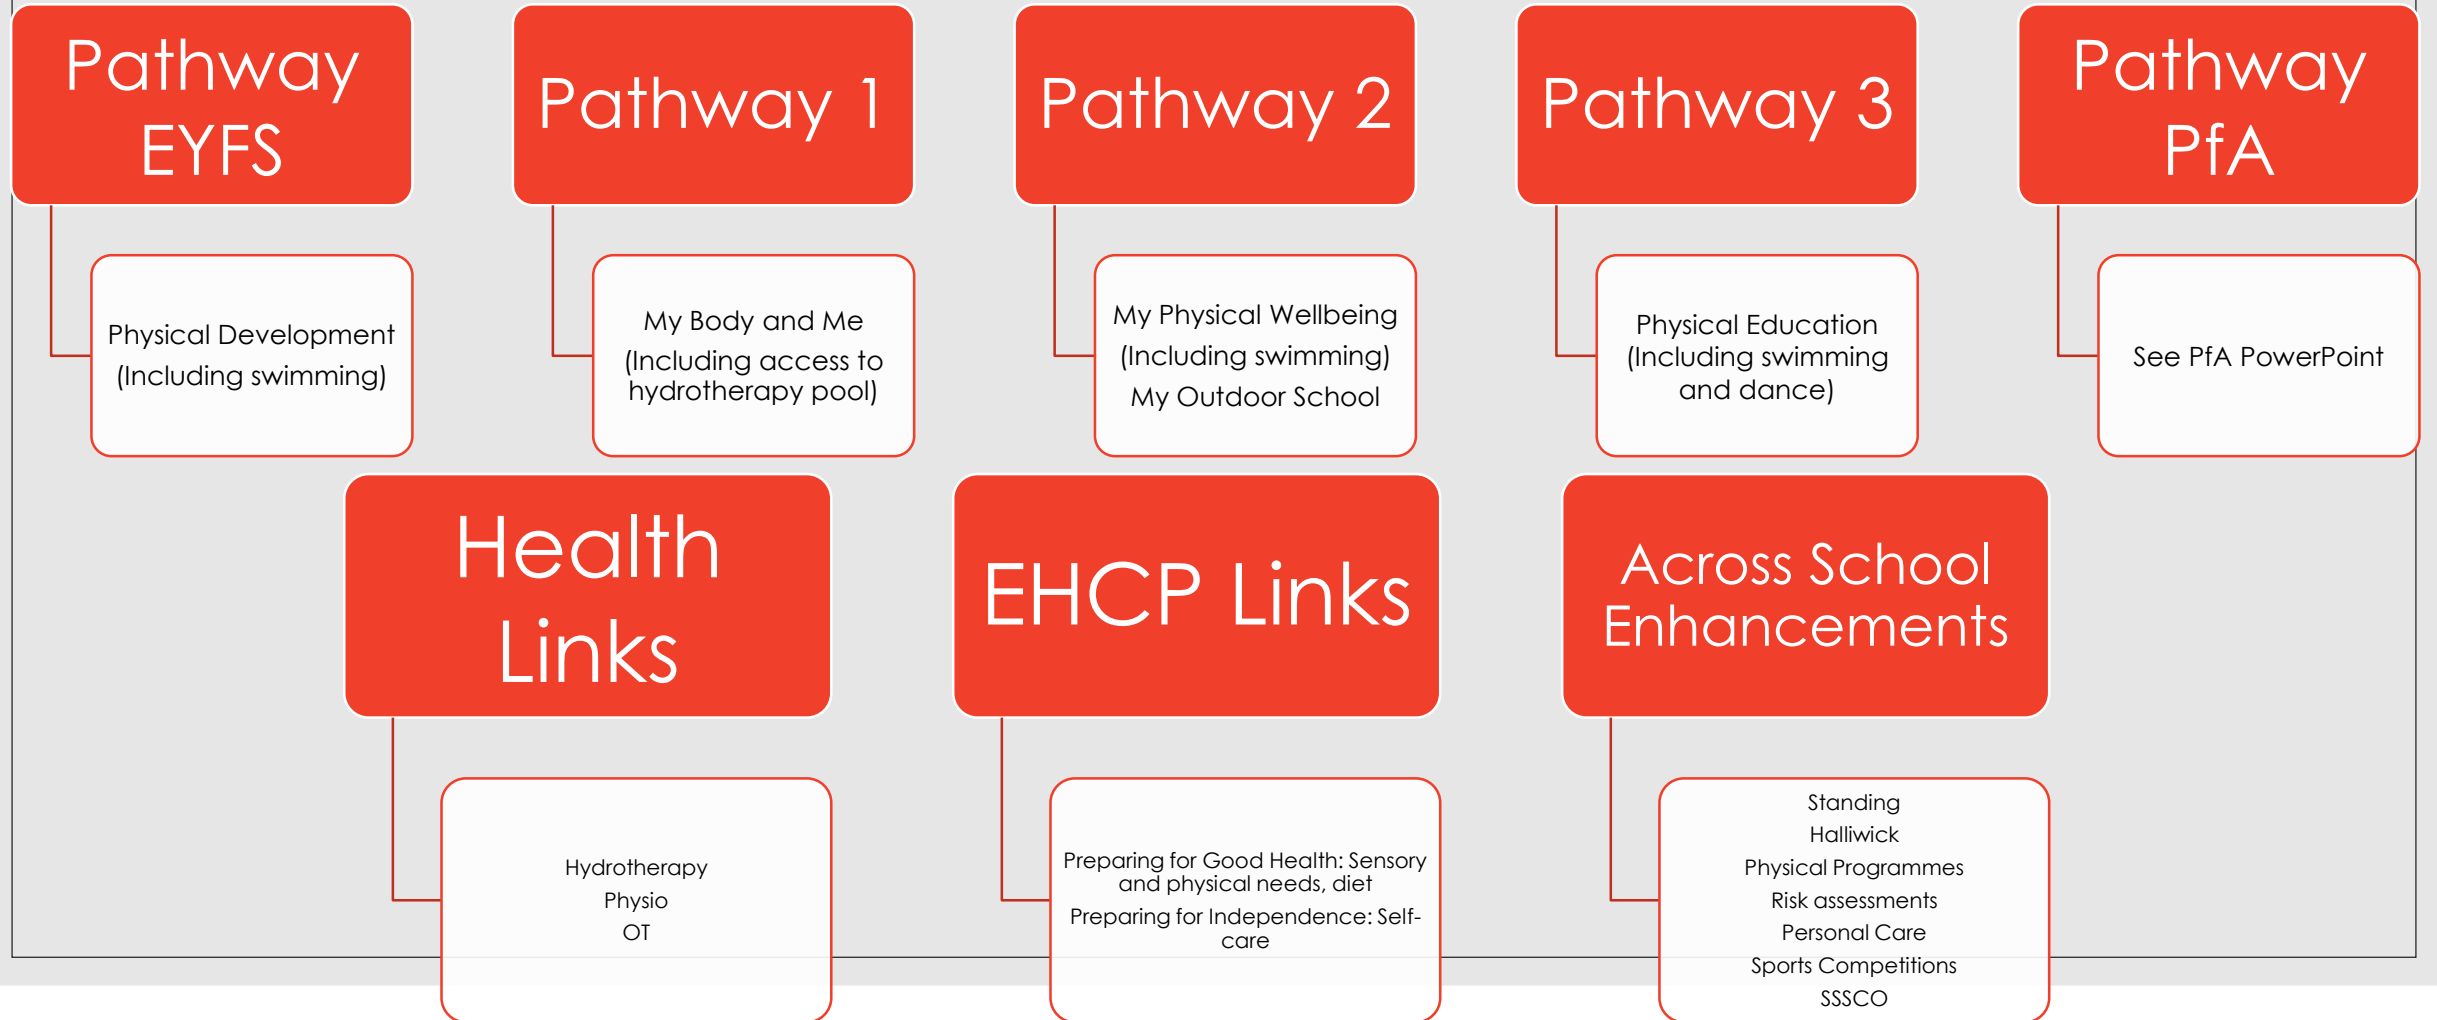 Pathway
EYFS
Physical Development
(Including swimming)
Pathway 1
My Body and Me
(Including access to
hydrotherapy pool)
Pathway 2
My Physical Wellbeing
(Including swimming)
My Outdoor School
Pathway 3
Physical Education
(Including swimming
and dance)
Pathway
PfA
See PfA PowerPoint
Health
Links
Hydrotherapy
Physio
OT
EHCP Links
Preparing for Good Health: Sensory
and physical needs, diet
Preparing for Independence: Self-
care
Across School
Enhancements
Standing
Halliwick
Physical Programmes
Risk assessments
Personal Care
Sports Competitions
SSSCO